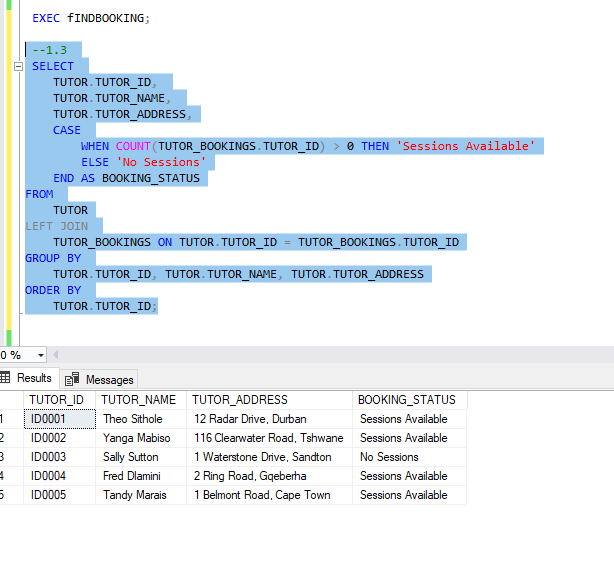 EXEC fINDBOOKING;
--1.3
SELECT
TUTOR.TUTOR_ID,
TUTOR.TUTOR_NAME,
TUTOR.TUTOR_ADDRESS,
CASE
WHEN COUNT(TUTOR_BOOKINGS.TUTOR_ID) > 0 THEN 'Sessions Available'
ELSE 'No Sessions'
END AS BOOKING_STATUS
FROM
TUTOR
LEFT JOIN
TUTOR_BOOKINGS ON TUTOR.TUTOR_ID = TUTOR_BOOKINGS.TUTOR_ID
GROUP BY
TUTOR.TUTOR_ID, TUTOR.TUTOR_NAME, TUTOR.TUTOR_ADDRESS
ORDER BY
TUTOR.TUTOR_ID;
0 %
Results Messages
TUTOR_ID TUTOR_NAME TUTOR_ADDRESS BOOKING_STATUS
1 ID0001 Theo Sithole 12 Radar Drive, Durban Sessions Available
2 ID0002 Yanga Mabiso 116 Clearwater Road, Tshwane Sessions Available
3 ID0003 Sally Sutton 1 Waterstone Drive, Sandton No Sessions
4 ID0004 Fred Dlamini 2 Ring Road, Gqeberha Sessions Available
5 ID0005 Tandy Marais 1 Belmont Road, Cape Town Sessions Available